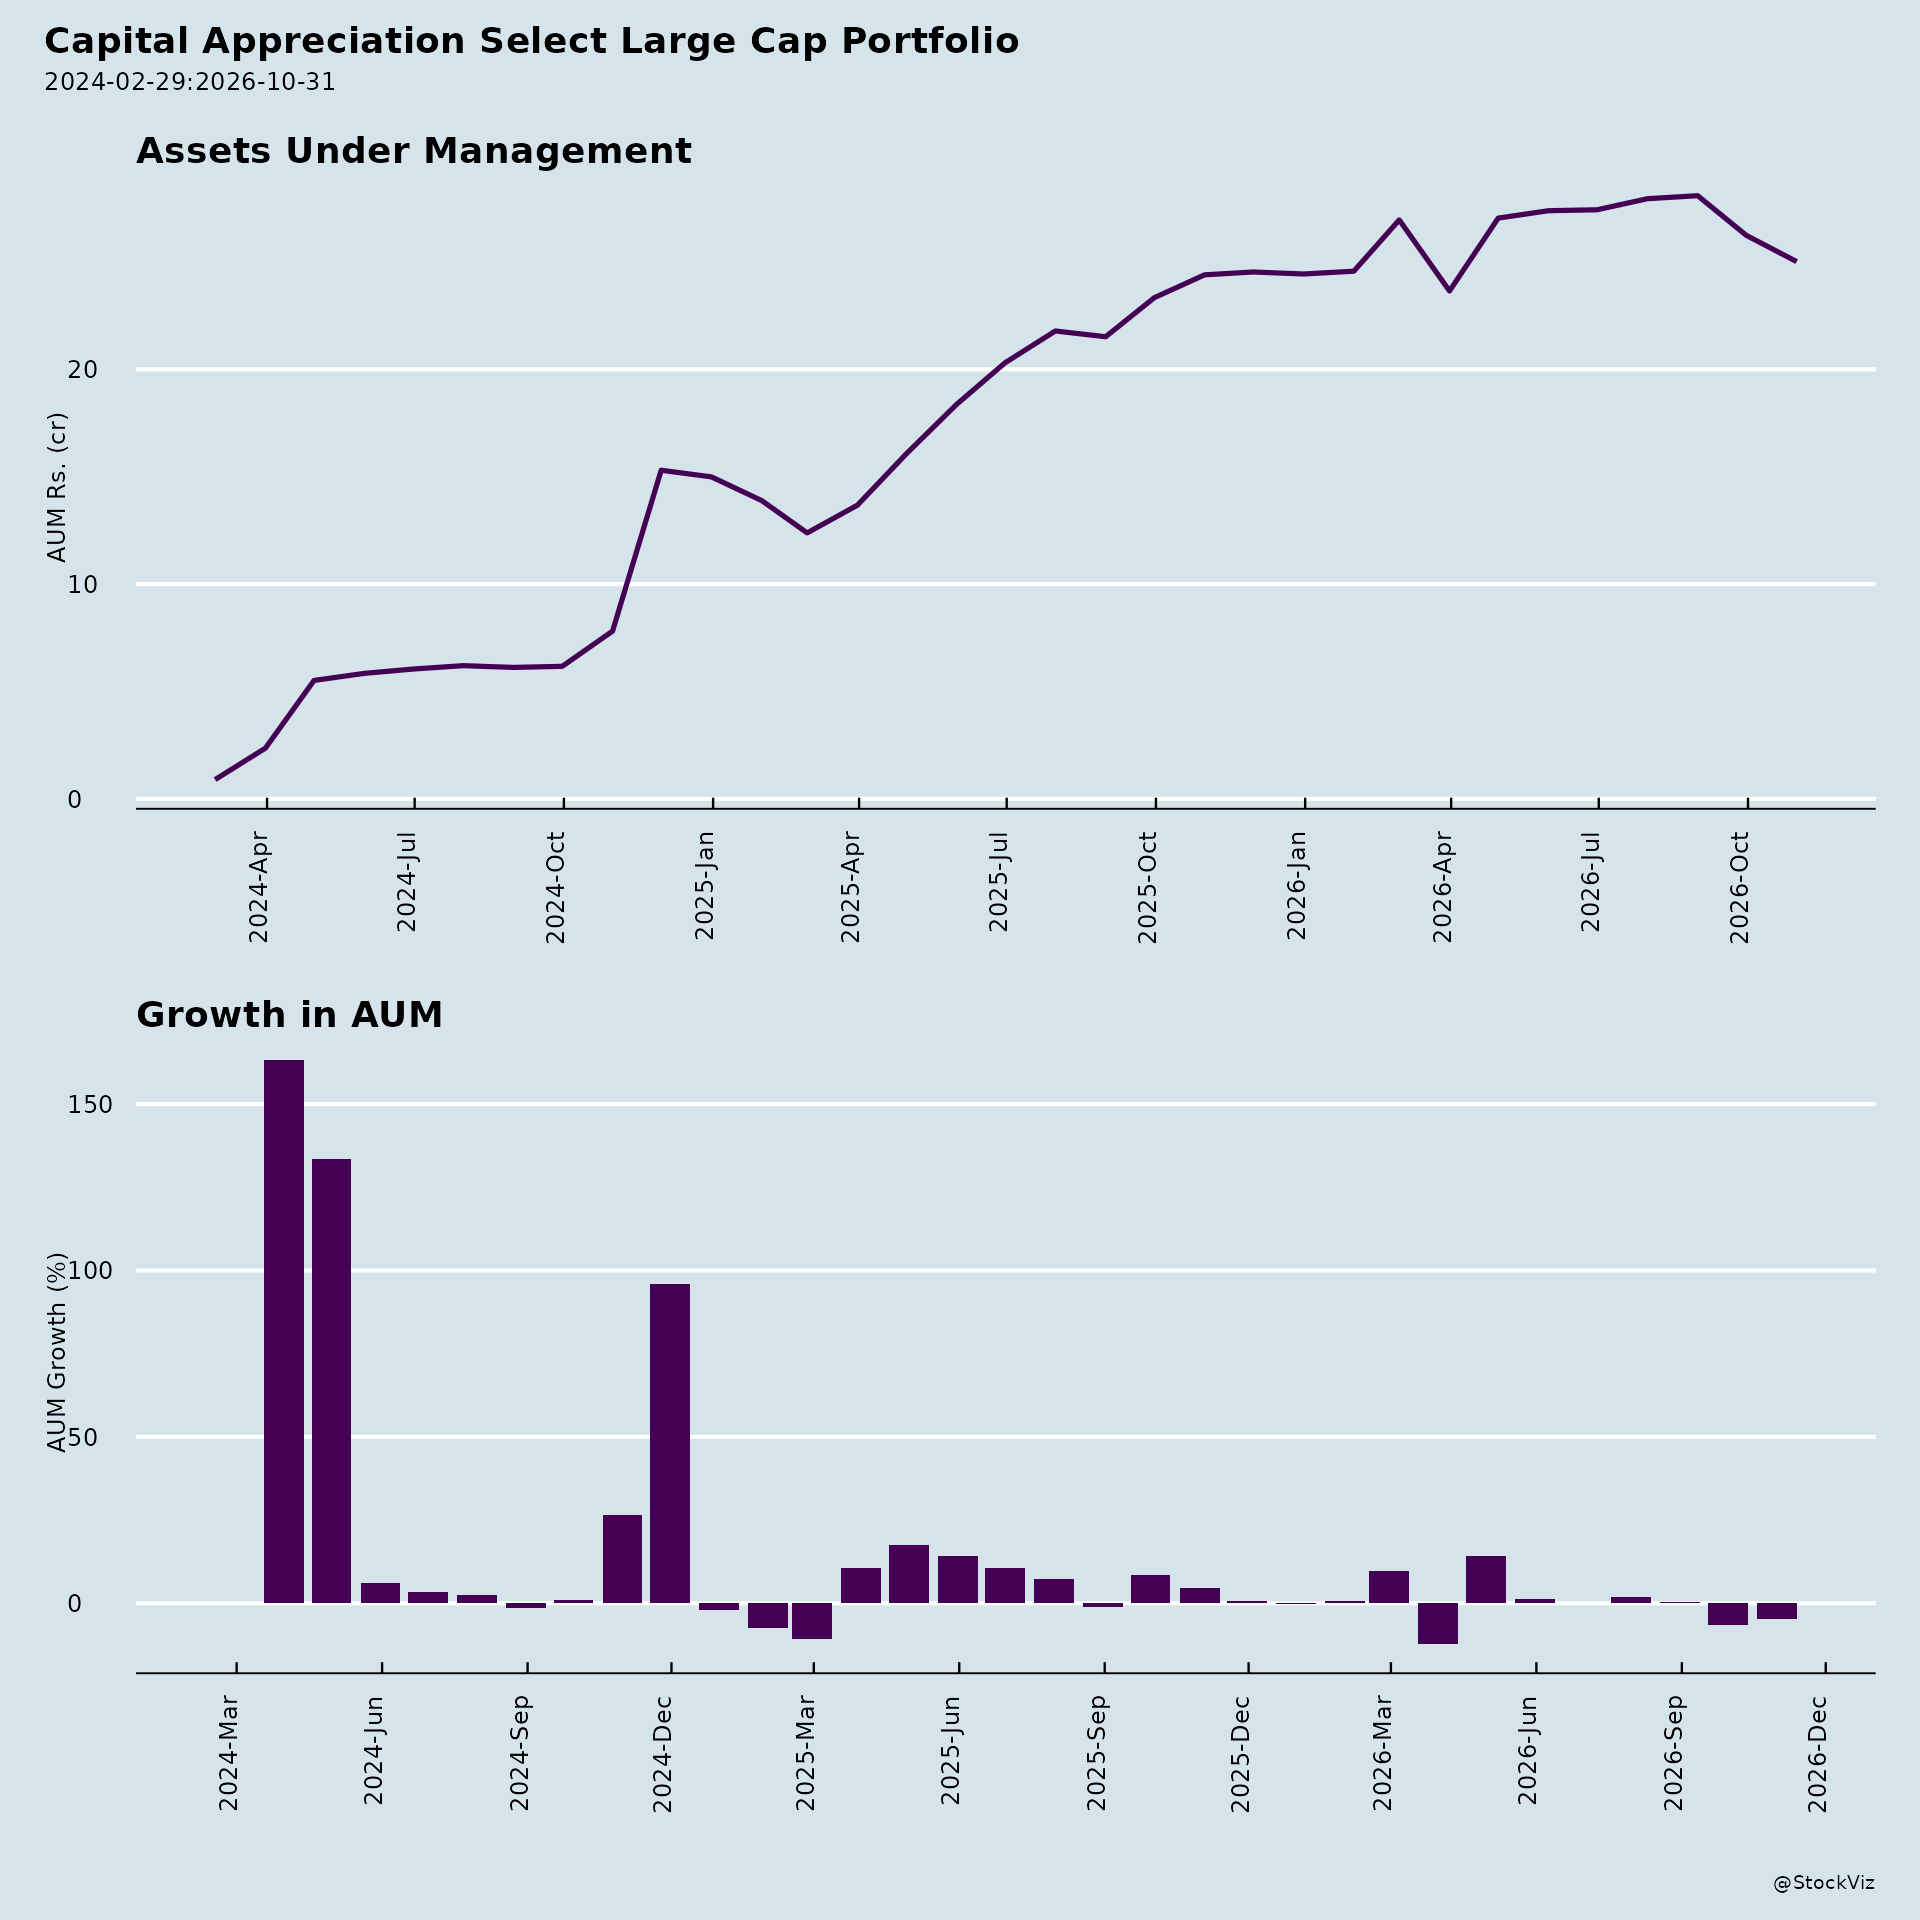 Capital Appreciation Select Large Cap Portfolio
2024-02-29:2026-10-31
Assets Under Management
AUM Rs. (cr)
20
10
0
2024-Apr
2024-Jul
2024-Oct
2025-Jan
2025-Apr
2025-Jul
2025-Oct
2026-Jan
2026-Apr
2026-Jul
2026-Oct
Growth in AUM
AUM Growth (%)
150
100
50
0
2024-Mar
2024-Jun
2024-Sep
2024-Dec
2025-Mar
2025-Jun
2025-Sep
2025-Dec
2026-Mar
2026-Jun
2026-Sep
2026-Dec
@StockViz